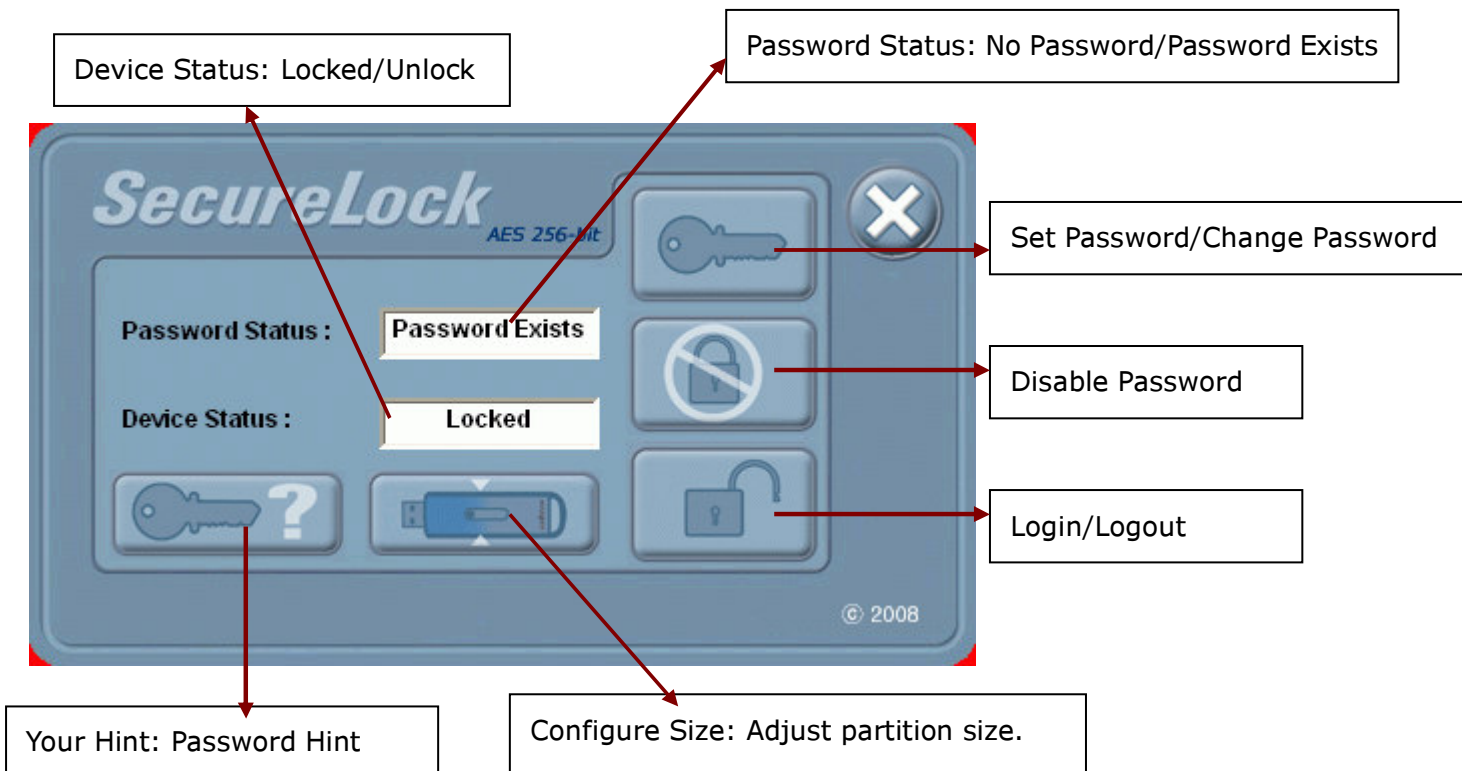 Password Status: No Password/Password Exists
Device Status: Locked/Unlock
SecureLock
AES 256-bit
Set Password/Change Password
Password Status : Password Exists
Disable Password
Device Status : Locked
?
Login/Logout
© 2008
Your Hint: Password Hint
Configure Size: Adjust partition size.